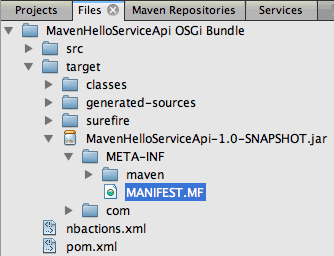 Projects Files Maven Repositories Services
MavenHelloServiceApi OSGi Bundle
src
target
classes
generated-sources
surefire
MavenHelloServiceApi-1.0-SNAPSHOT.jar
META-INF
maven
MANIFEST.MF
com
nbactions.xml
pom.xml